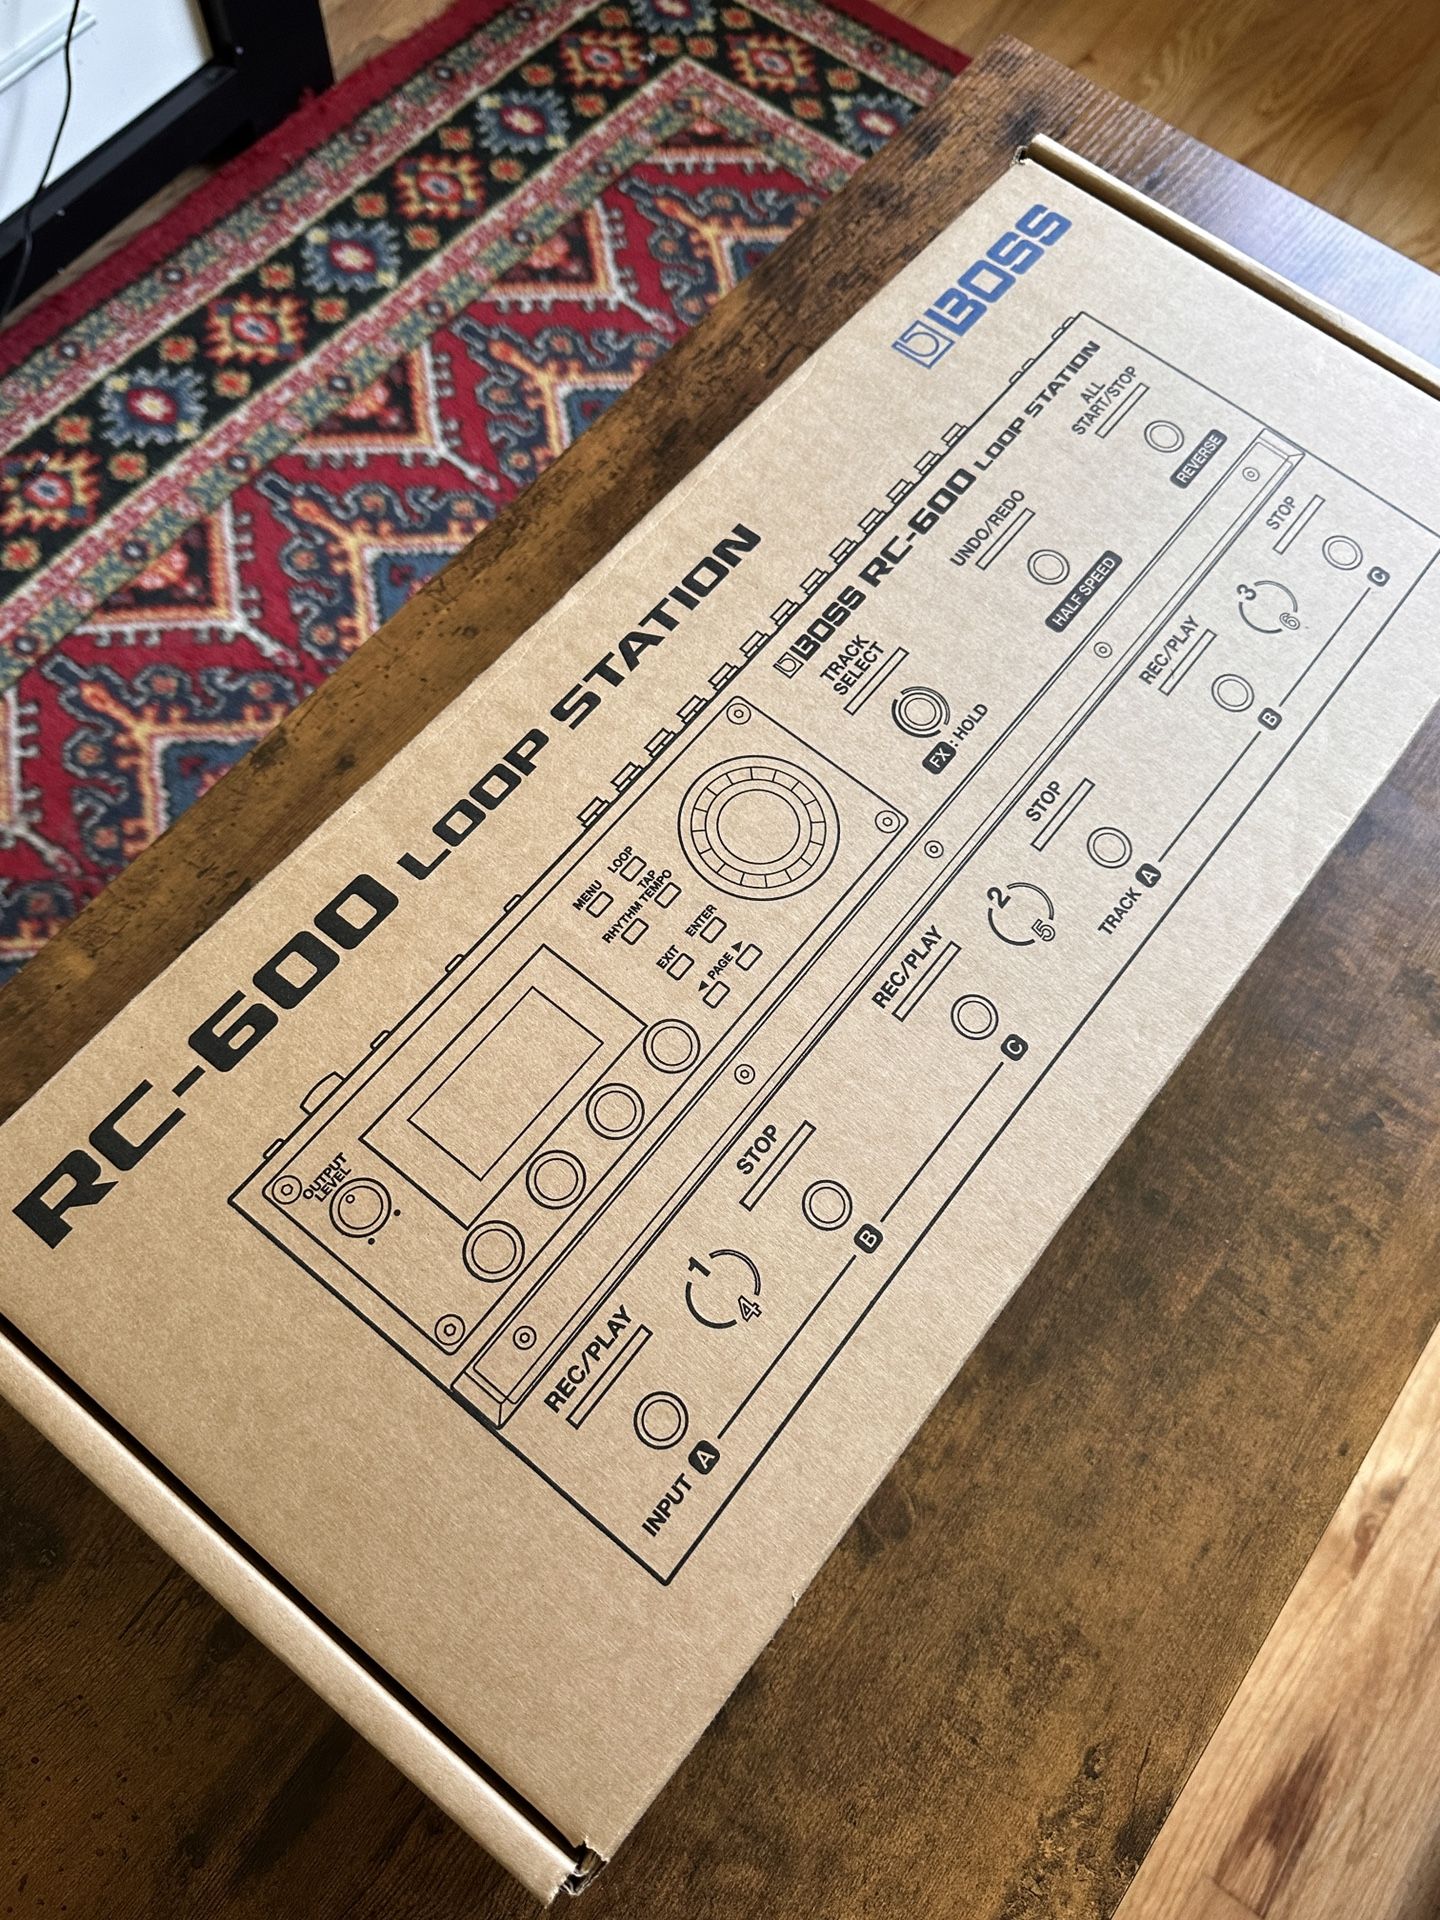 BOSS
RC-600 LOOP STATION
BOSS RC-600 LOOP STATION
OUTPUT
LEVEL
MENU
LOOP
RHYTHM
TAP
TEMPO
EXIT
ENTER
◀ PAGE ▶
TRACK
SELECT
FX : HOLD
UNDO/REDO
HALF SPEED
ALL
START/STOP
REVERSE
REC/PLAY
1
4
STOP
REC/PLAY
2
5
STOP
REC/PLAY
3
6
STOP
INPUT A
B
C
TRACK A
B
C